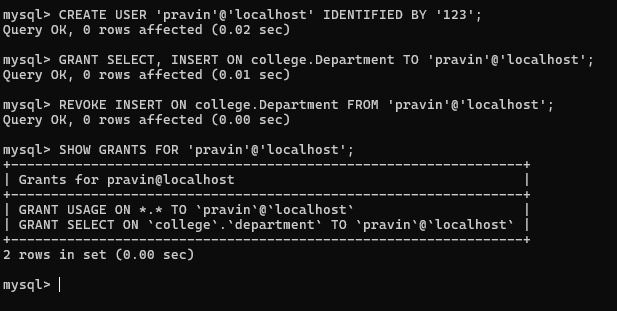 mysql> CREATE USER 'pravin'@'localhost' IDENTIFIED BY '123';
Query OK, 0 rows affected (0.02 sec)
mysql> GRANT SELECT, INSERT ON college.Department TO 'pravin'@'localhost';
Query OK, 0 rows affected (0.01 sec)
mysql> REVOKE INSERT ON college.Department FROM 'pravin'@'localhost';
Query OK, 0 rows affected (0.00 sec)
mysql> SHOW GRANTS FOR 'pravin'@'localhost';
+---------------------------------------------------------------+
| Grants for pravin@localhost                                   |
+---------------------------------------------------------------+
| GRANT USAGE ON *.* TO `pravin`@`localhost`                    |
| GRANT SELECT ON `college`.`department` TO `pravin`@`localhost` |
+---------------------------------------------------------------+
2 rows in set (0.00 sec)
mysql>